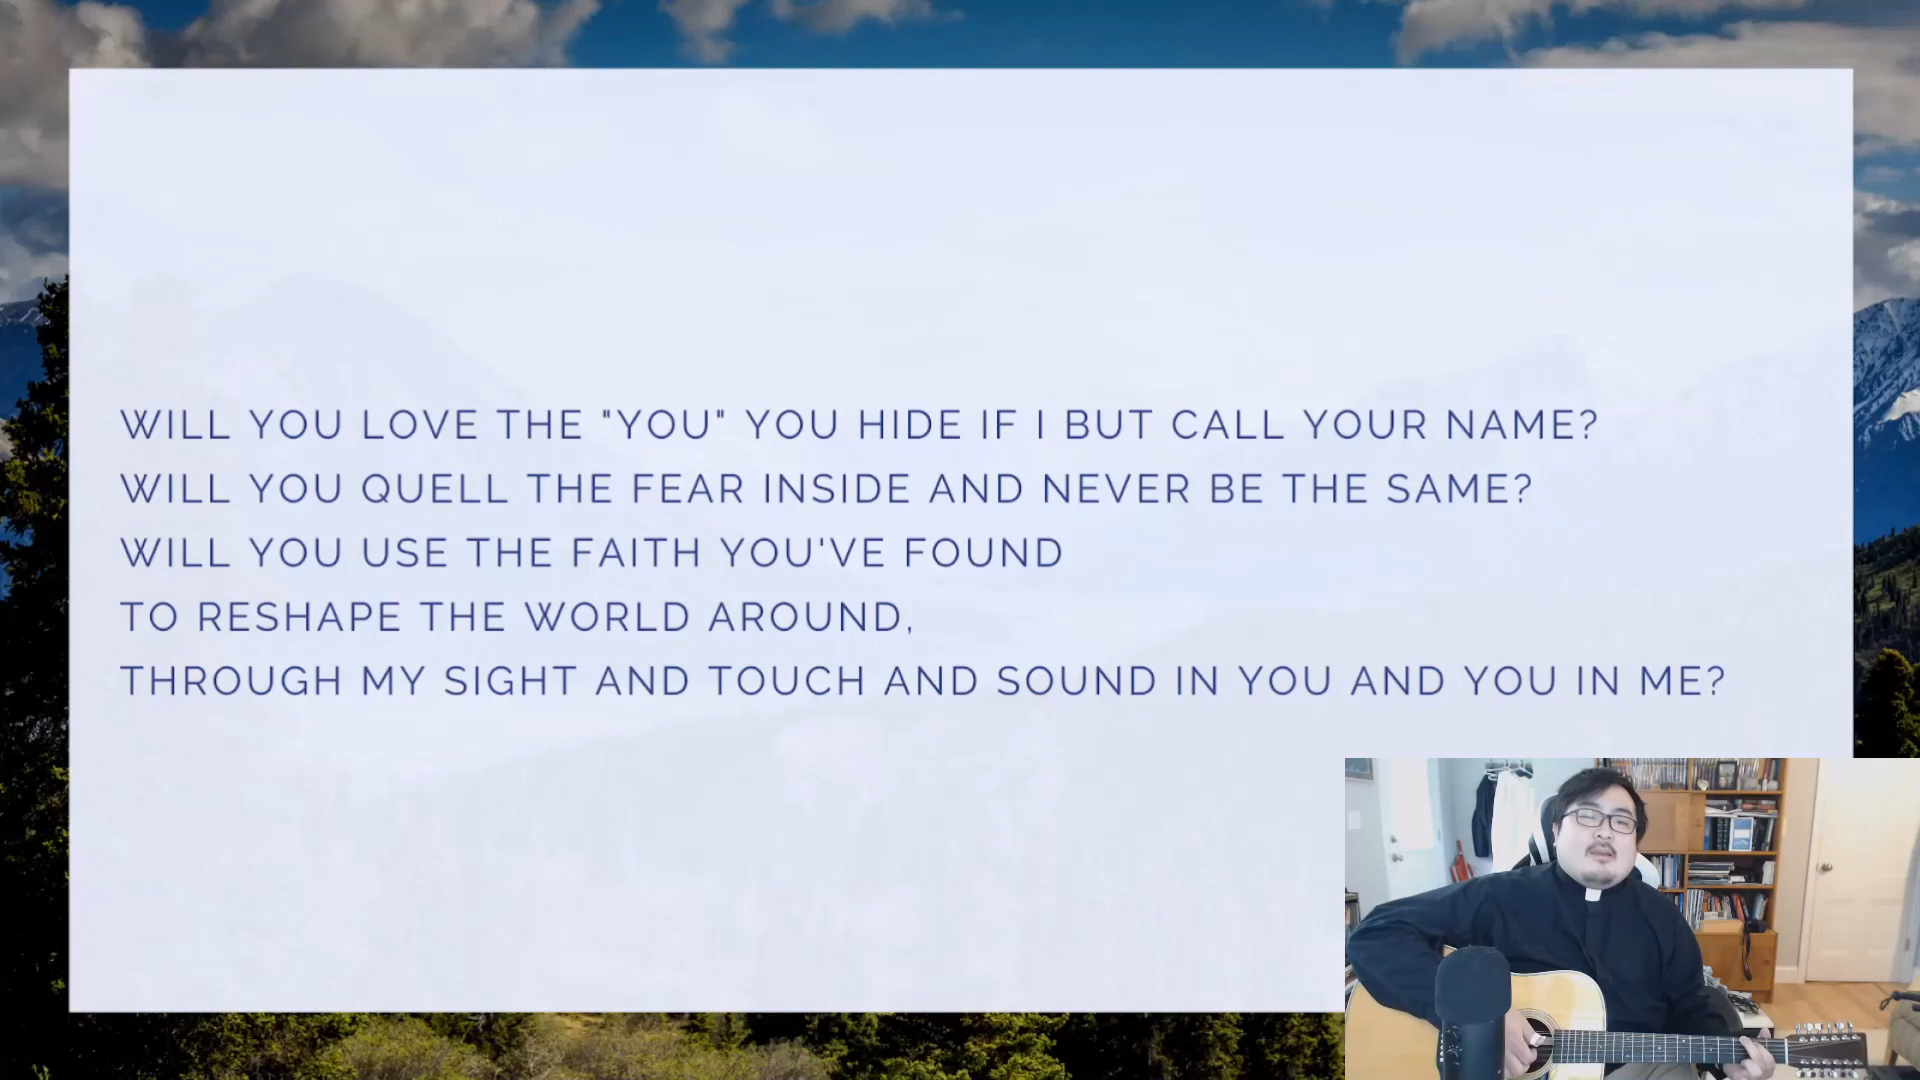 WILL YOU LOVE THE "YOU" YOU HIDE IF I BUT CALL YOUR NAME?
WILL YOU QUELL THE FEAR INSIDE AND NEVER BE THE SAME?
WILL YOU USE THE FAITH YOU'VE FOUND
TO RESHAPE THE WORLD AROUND,
THROUGH MY SIGHT AND TOUCH AND SOUND IN YOU AND YOU IN ME?